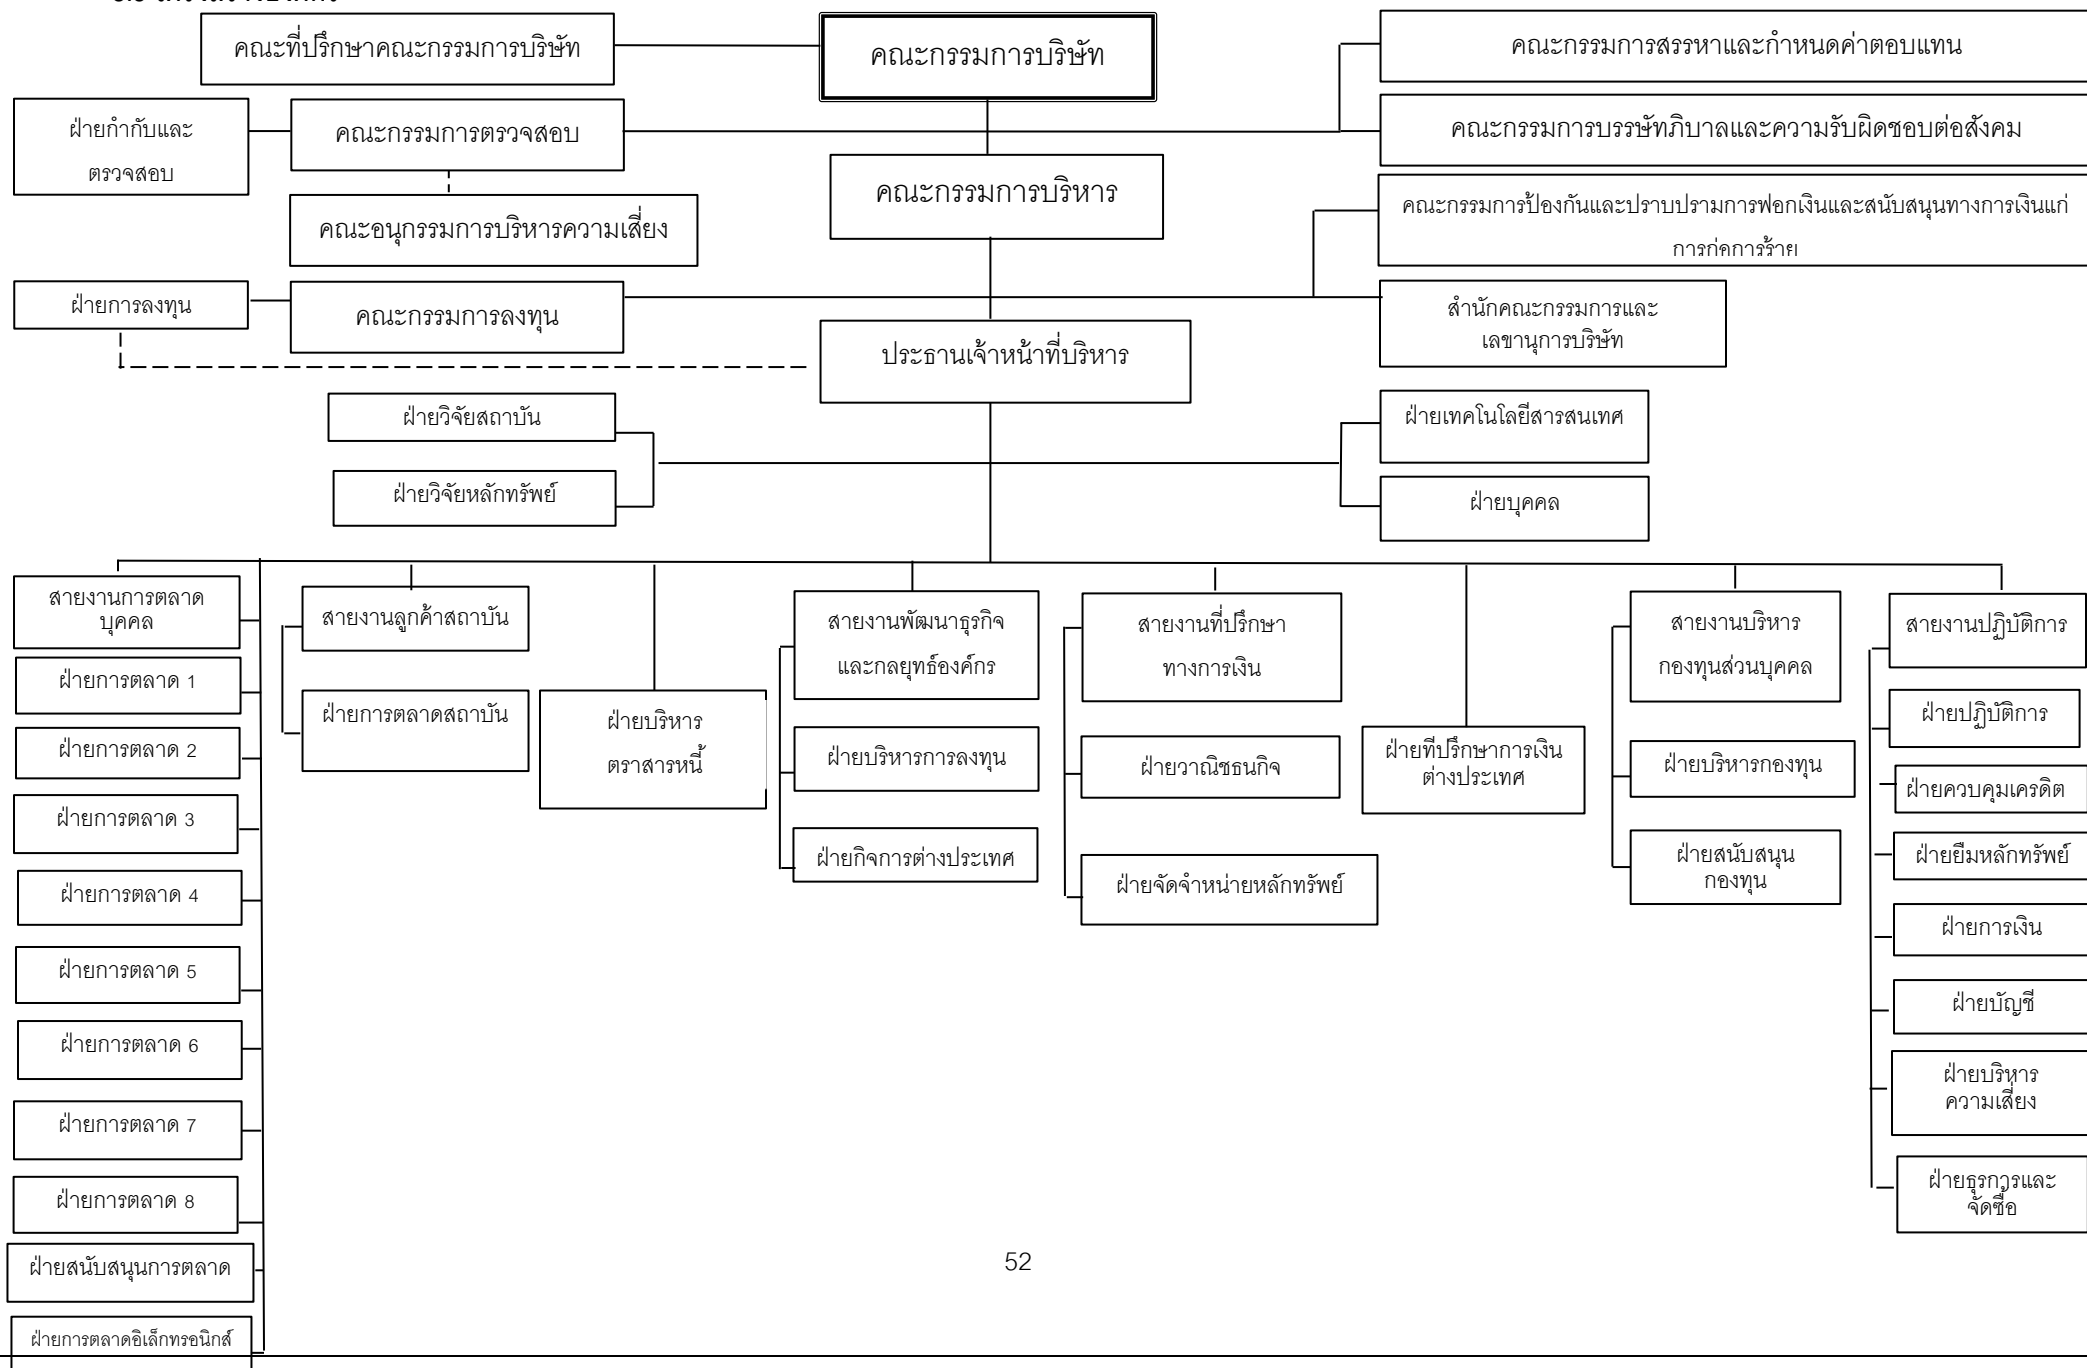 คณะที่ปรึกษาคณะกรรมการบริษัท
คณะกรรมการบริษัท
คณะกรรมการสรรหาและกำหนดค่าตอบแทน
ฝ่ายกำกับและ
ตรวจสอบ
คณะกรรมการตรวจสอบ
คณะกรรมการบรรษัทภิบาลและความรับผิดชอบต่อสังคม
คณะกรรมการบริหาร
คณะอนุกรรมการบริหารความเสี่ยง
คณะกรรมการป้องกันและปราบปรามการฟอกเงินและสนับสนุนทางการเงินแก่
การก่อการร้าย
ฝ่ายการลงทุน
คณะกรรมการลงทุน
สำนักคณะกรรมการและ
เลขานุการบริษัท
ประธานเจ้าหน้าที่บริหาร
ฝ่ายวิจัยสถาบัน
ฝ่ายเทคโนโลยีสารสนเทศ
ฝ่ายวิจัยหลักทรัพย์
ฝ่ายบุคคล
สายงานการตลาด
บุคคล
ฝ่ายการตลาด 1
ฝ่ายการตลาด 2
ฝ่ายการตลาด 3
ฝ่ายการตลาด 4
ฝ่ายการตลาด 5
ฝ่ายการตลาด 6
ฝ่ายการตลาด 7
ฝ่ายการตลาด 8
ฝ่ายสนับสนุนการตลาด
ฝ่ายการตลาดอิเล็กทรอนิกส์
สายงานลูกค้าสถาบัน
ฝ่ายการตลาดสถาบัน
ฝ่ายบริหาร
ตราสารหนี้
สายงานพัฒนาธุรกิจ
และกลยุทธ์องค์กร
ฝ่ายบริหารการลงทุน
ฝ่ายกิจการต่างประเทศ
สายงานที่ปรึกษา
ทางการเงิน
ฝ่ายวาณิชธนกิจ
ฝ่ายจัดจำหน่ายหลักทรัพย์
ฝ่ายที่ปรึกษาการเงิน
ต่างประเทศ
สายงานบริหาร
กองทุนส่วนบุคคล
ฝ่ายบริหารกองทุน
ฝ่ายสนับสนุน
กองทุน
สายงานปฏิบัติการ
ฝ่ายปฏิบัติการ
ฝ่ายควบคุมเครดิต
ฝ่ายยืมหลักทรัพย์
ฝ่ายการเงิน
ฝ่ายบัญชี
ฝ่ายบริหาร
ความเสี่ยง
ฝ่ายธุรการและ
จัดซื้อ
52